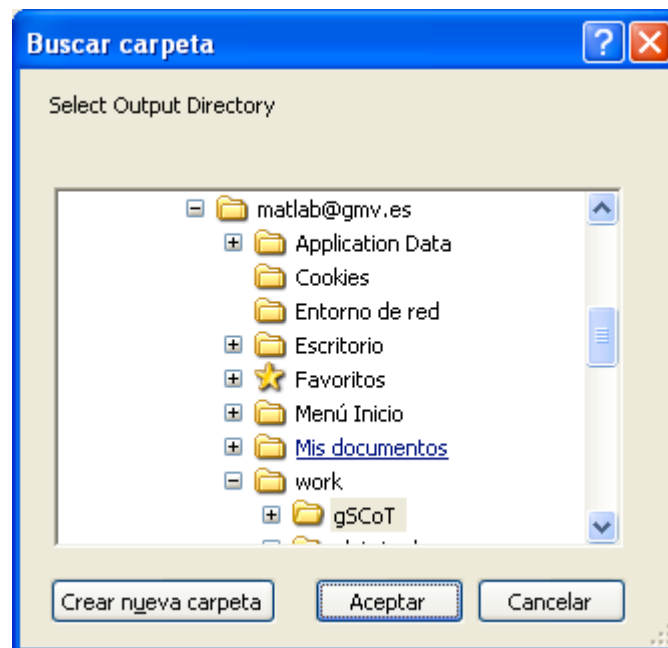 Buscar carpeta
Select Output Directory
matlab@gmv.es
Application Data
Cookies
Entorno de red
Escritorio
Favoritos
Menú Inicio
Mis documentos
work
gSCoT
Crear nueva carpeta Aceptar Cancelar